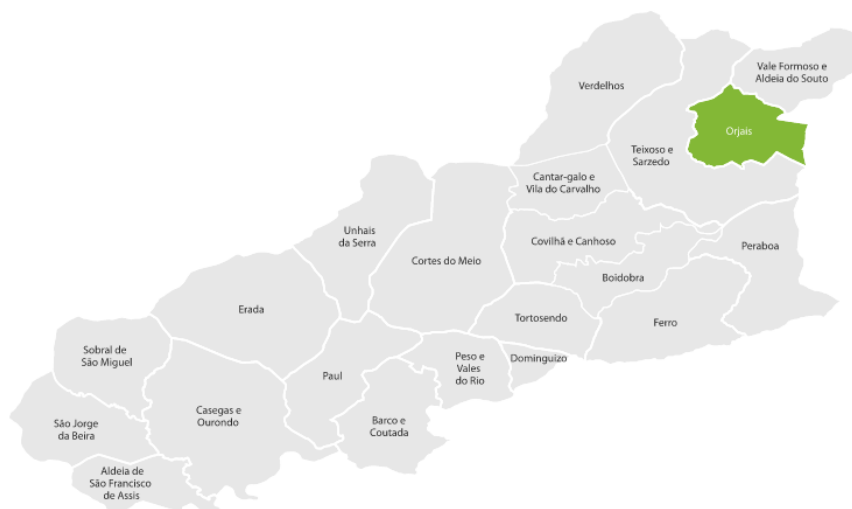 Vale Formoso e
Aldeia do Souto
Verdelhos
Orjais
Teixoso e
Sarzedo
Cantar-galo e
Vila do Carvalho
Unhais
da Serra
Covilhã e Canhoso
Peraboa
Cortes do Meio
Boidobra
Erada
Tortosendo
Ferro
Sobral de
São Miguel
Peso e
Vales
do Rio
Dominguizo
Paul
Casegas e
Ourondo
Barco e
Coutada
São Jorge
da Beira
Aldeia de
São Francisco
de Assis